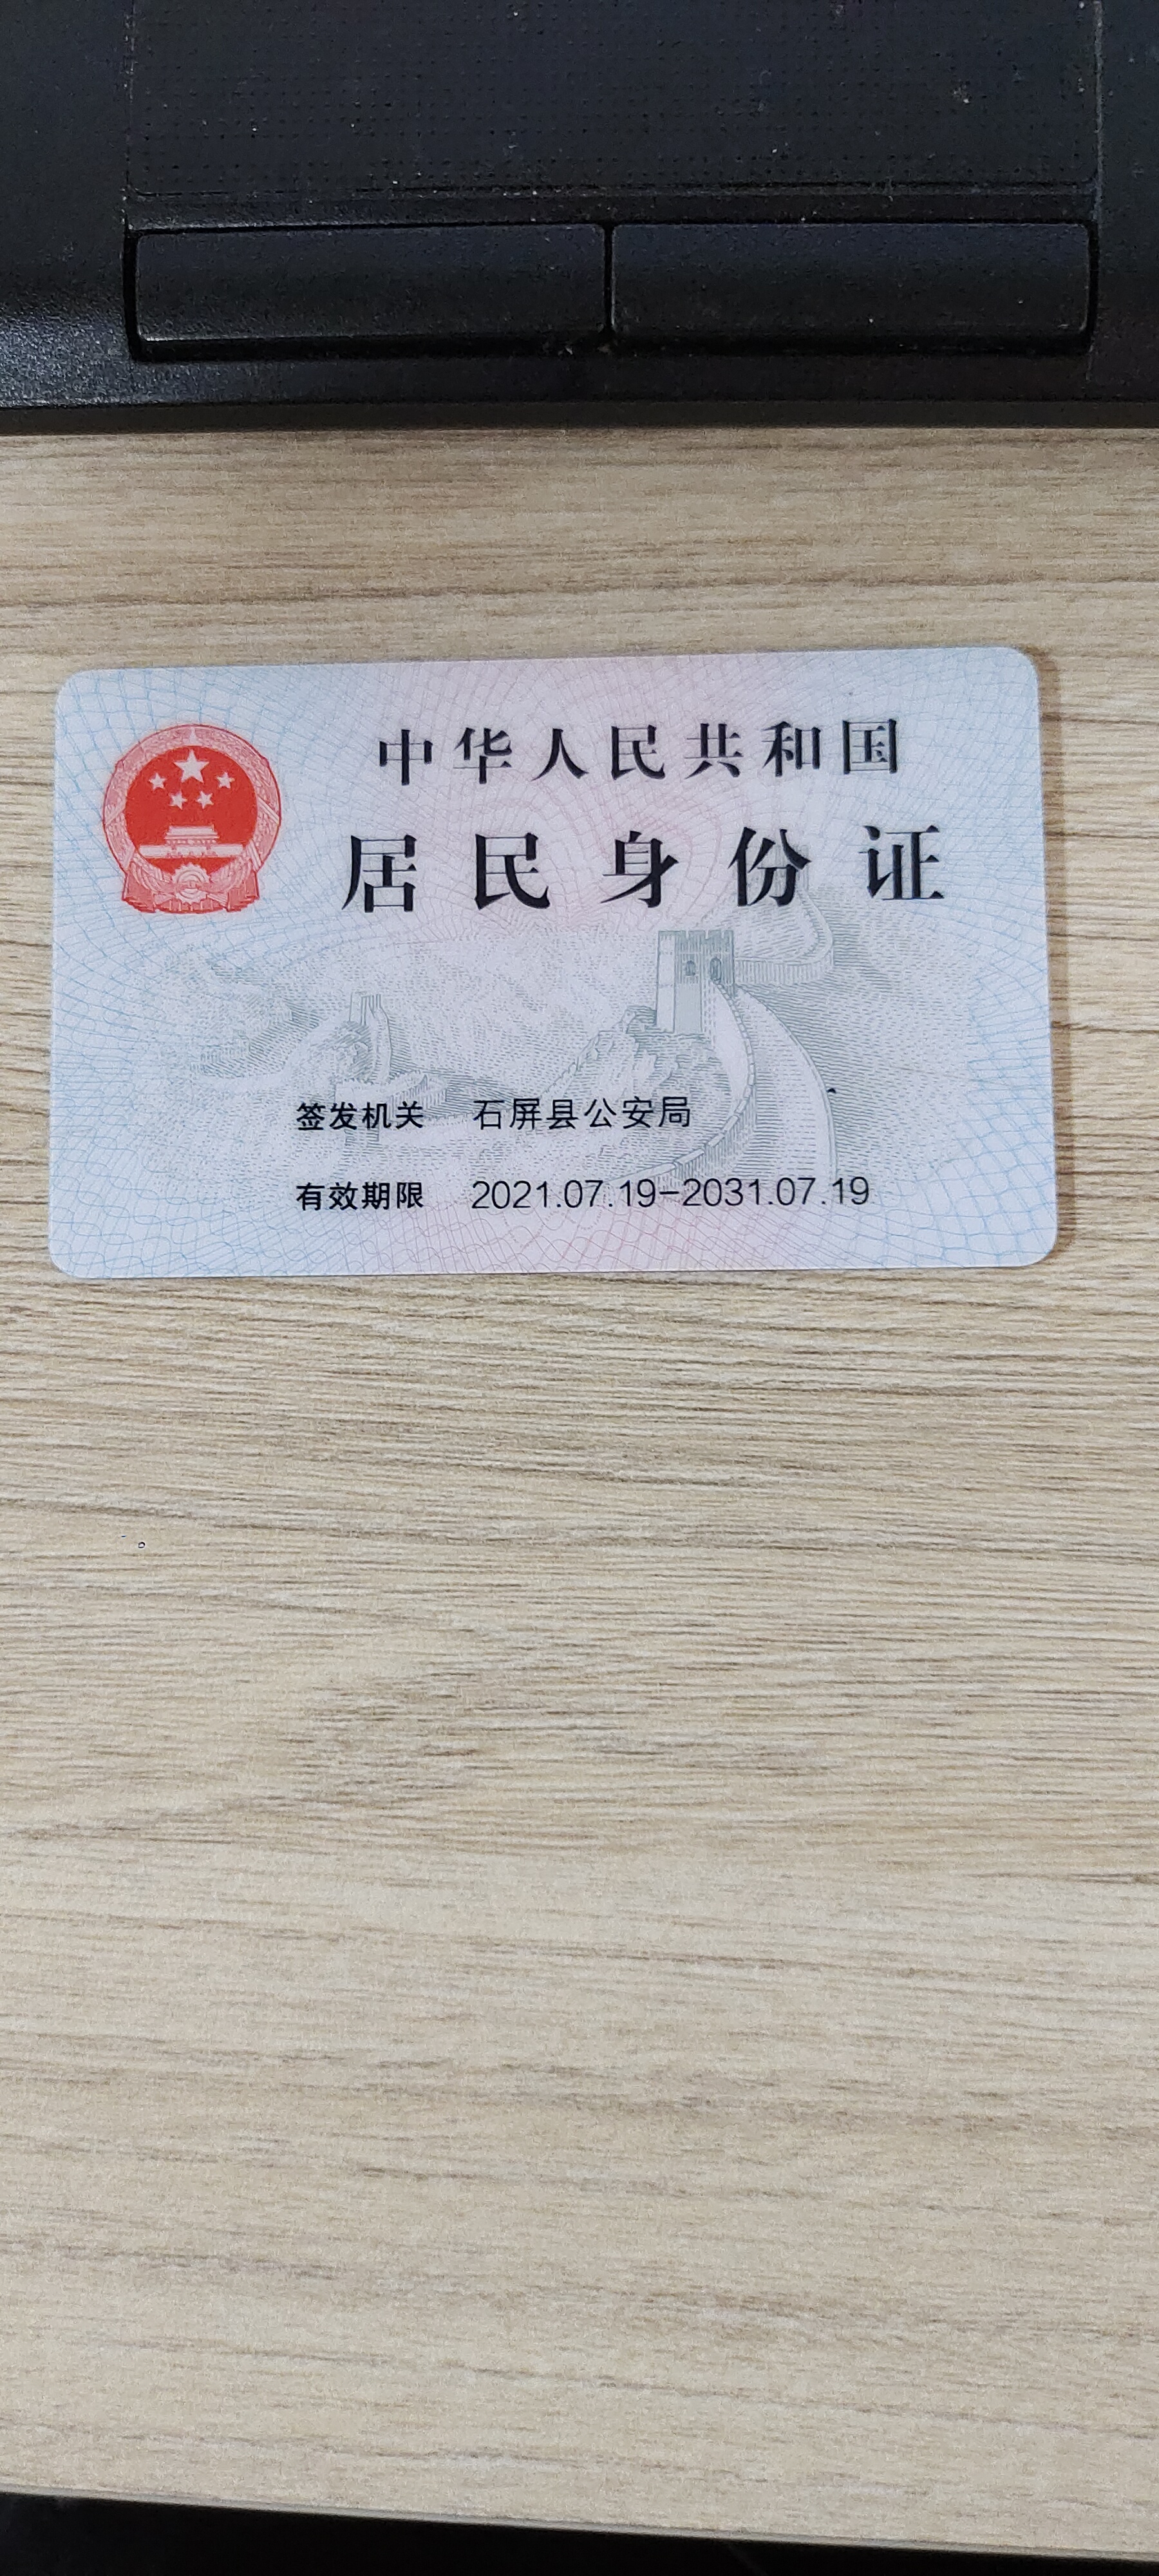 中华人民共和国
居民身份证
签发机关 石屏县公安局
有效期限 2021.07.19-2031.07.19